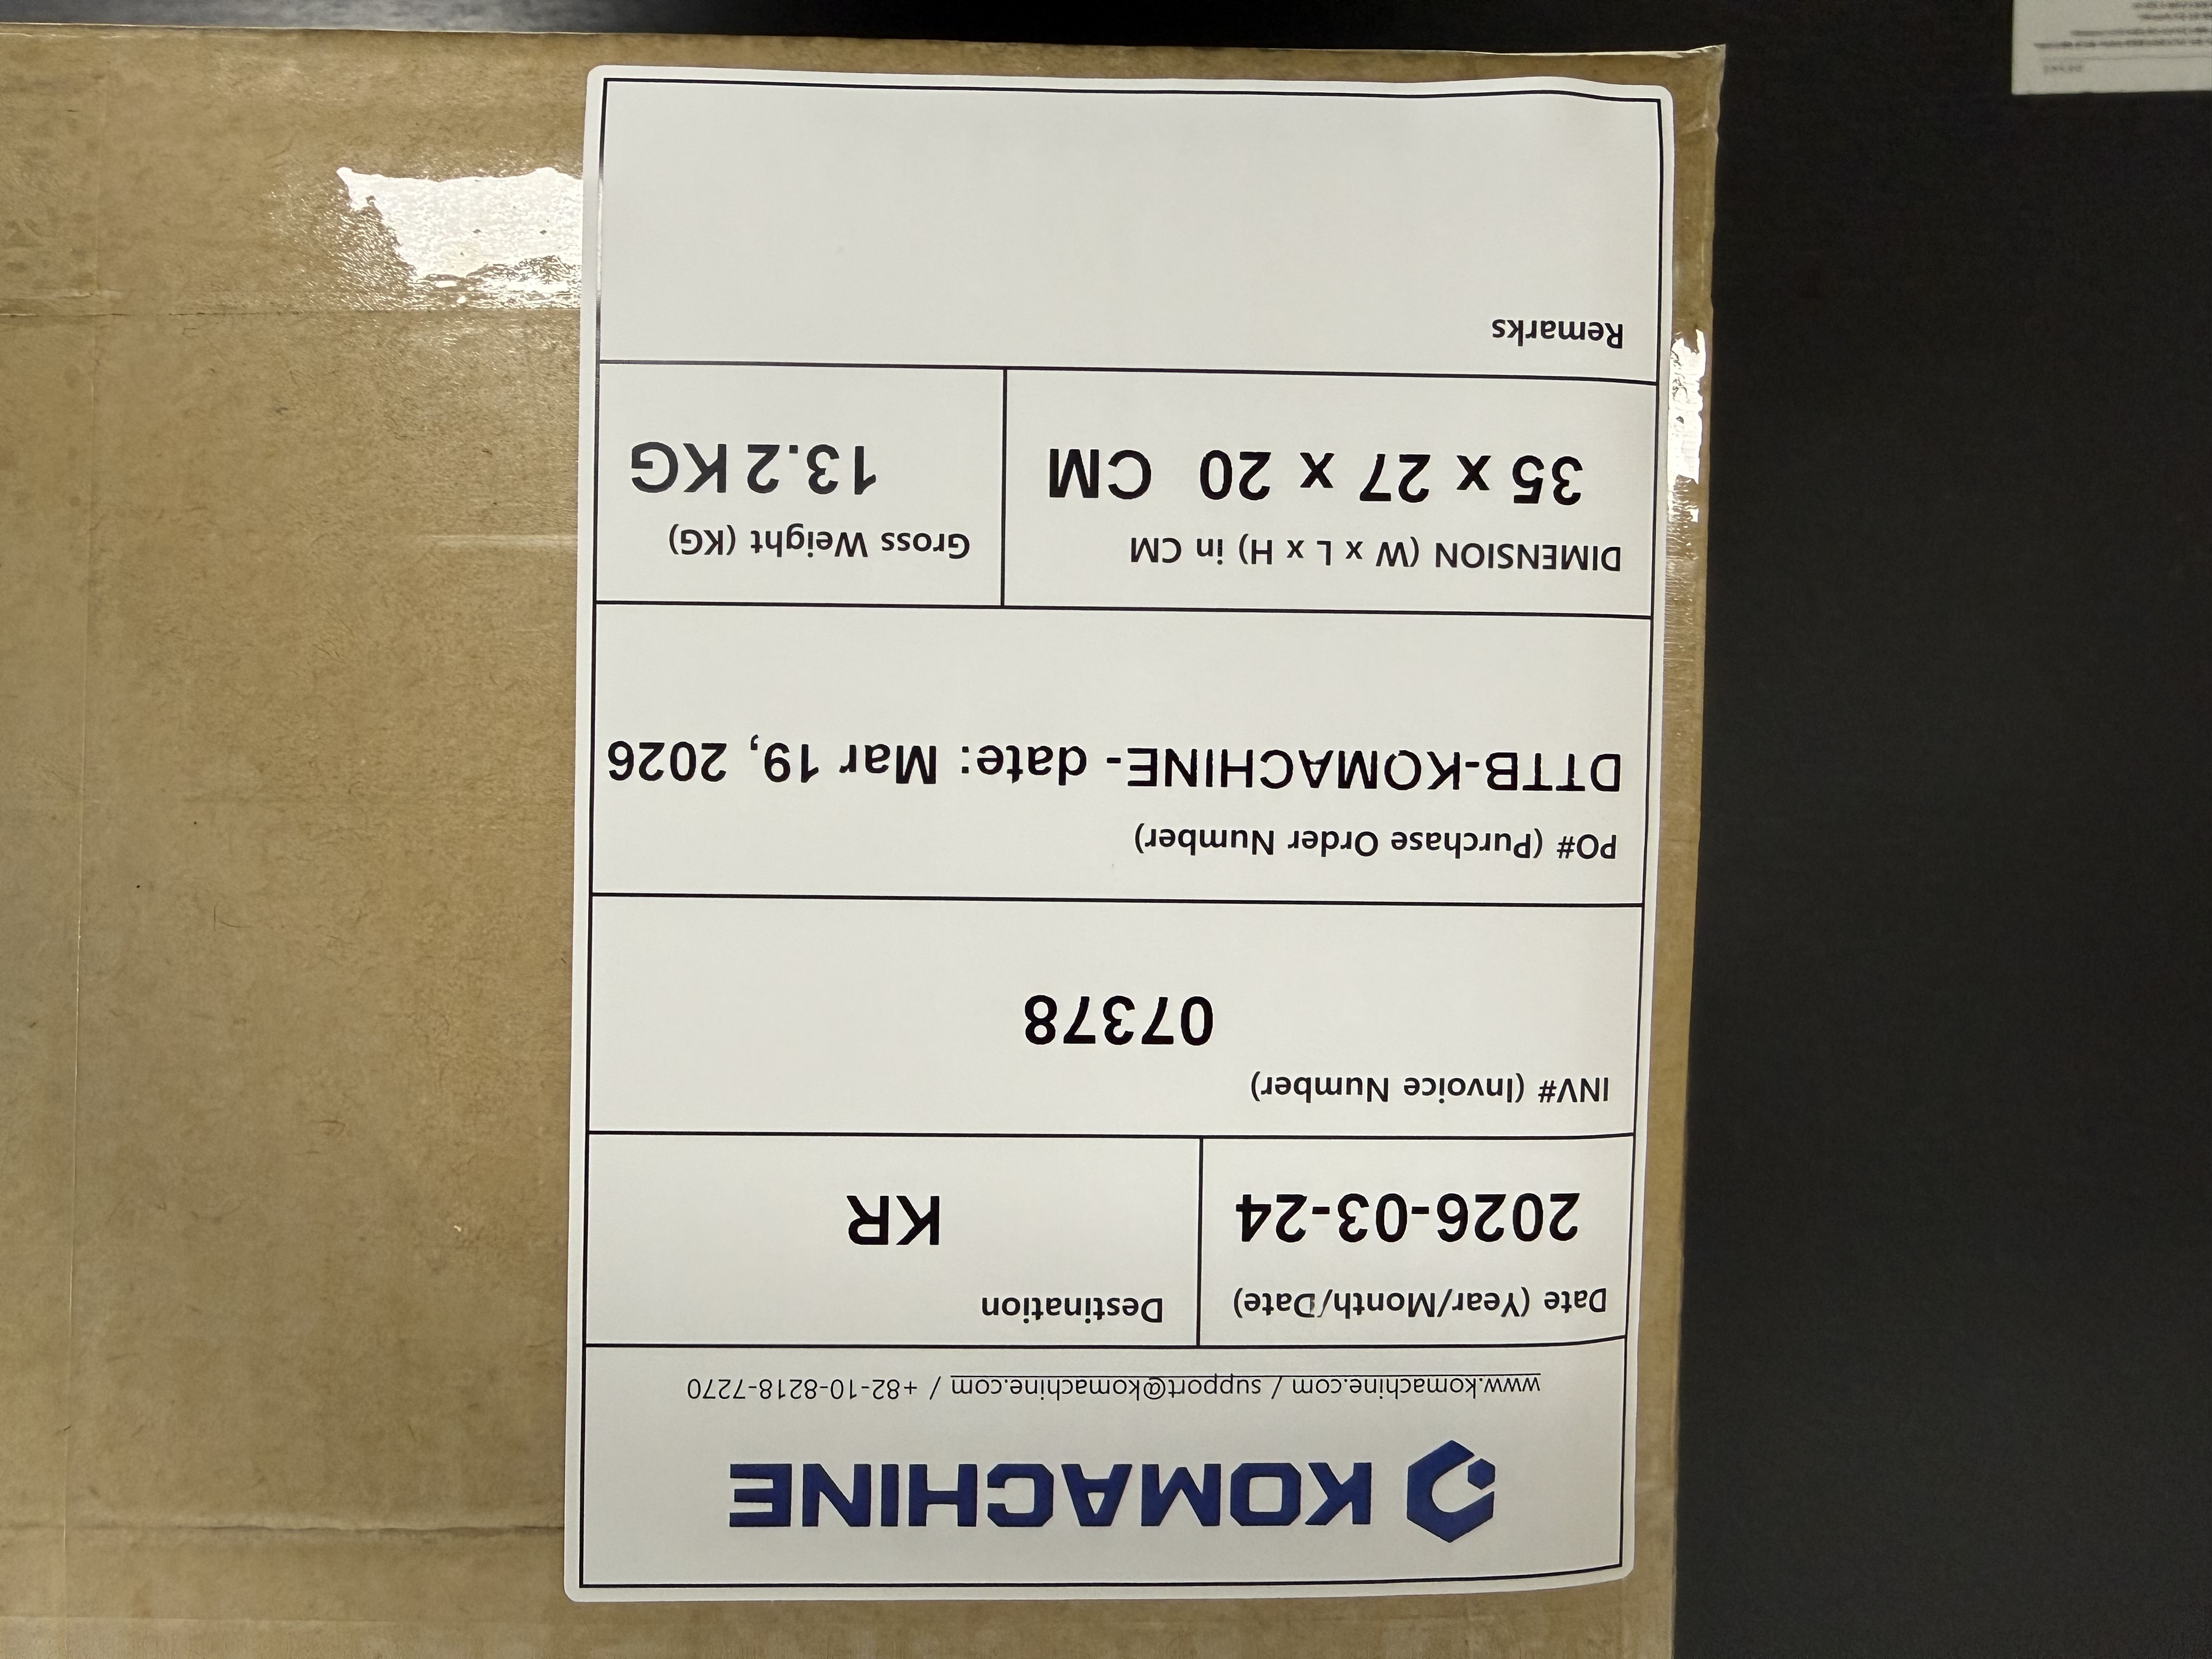 KOMACHINE
www.komachine.com / support@komachine.com / +82-10-8218-7270
Date (Year/Month/Date)
2026-03-24
Destination
KR
INV# (Invoice Number)
07378
PO# (Purchase Order Number)
DTTB-KOMACHINE- date: Mar 19, 2026
DIMENSION (W x L x H) in CM
35 x 27 x 20 CM
Gross Weight (KG)
13.2 KG
Remarks